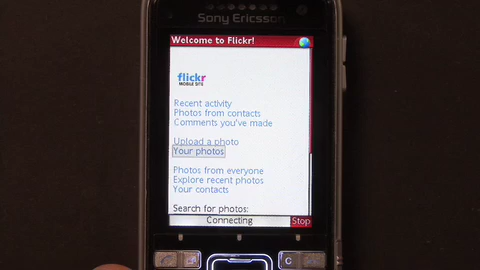 Sony Ericsson
Welcome to Flickr!
flickr
MOBILE SITE
Recent activity
Photos from contacts
Comments you've made
Upload a photo
Your photos
Photos from everyone
Explore recent photos
Your contacts
Search for photos:
Connecting
Stop
C